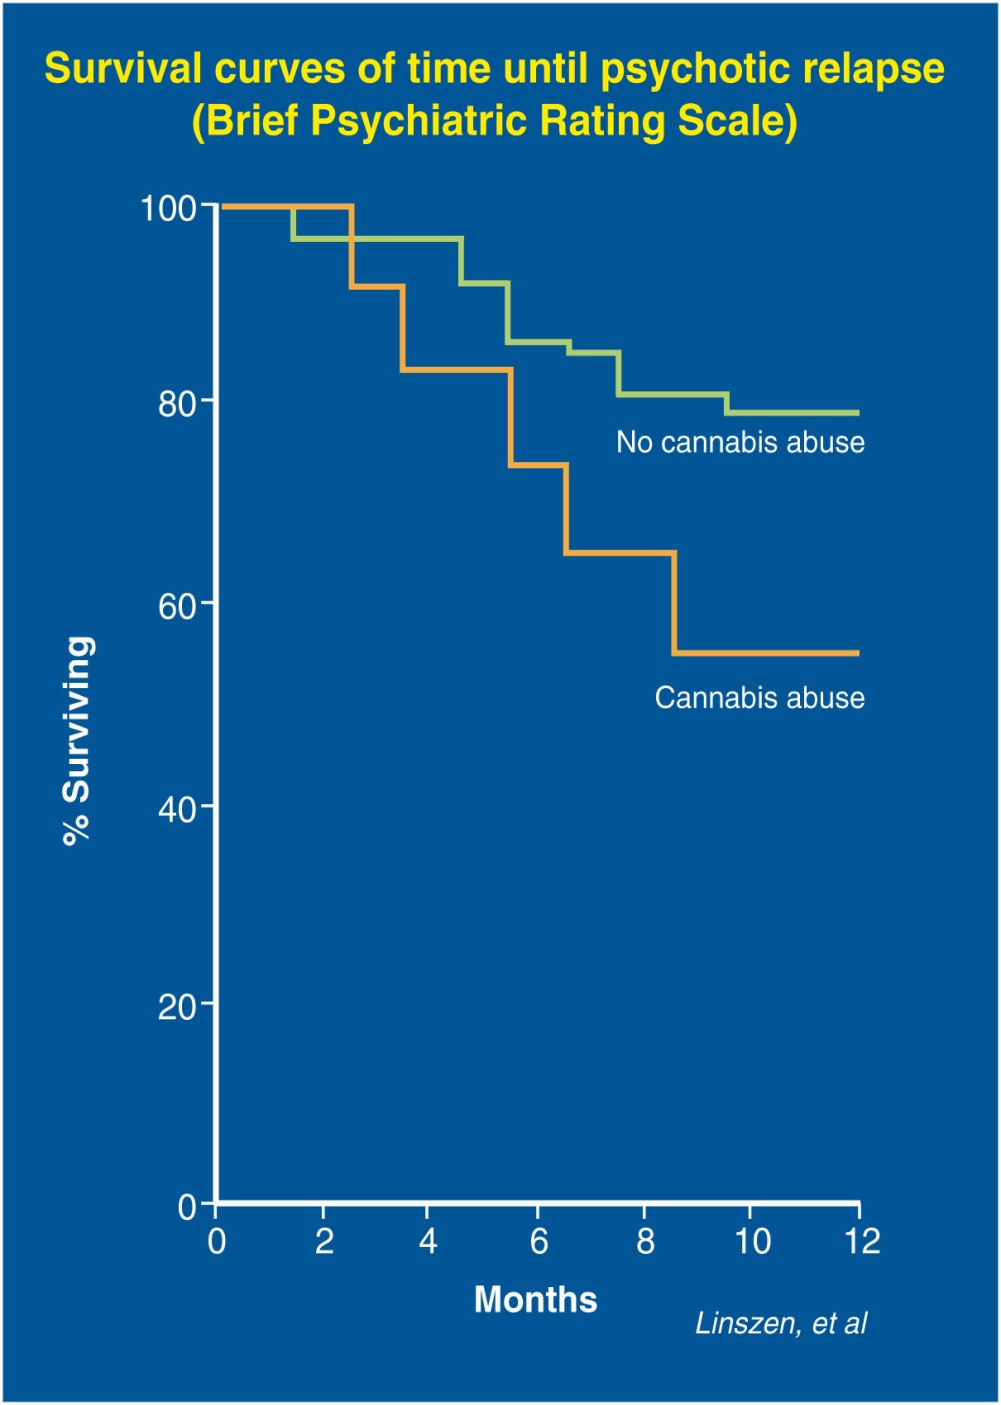 Survival curves of time until psychotic relapse
(Brief Psychiatric Rating Scale)
100
80
No cannabis abuse
60
% Surviving
Cannabis abuse
40
20
0
0 2 4 6 8 10 12
Months
Linszen, et al